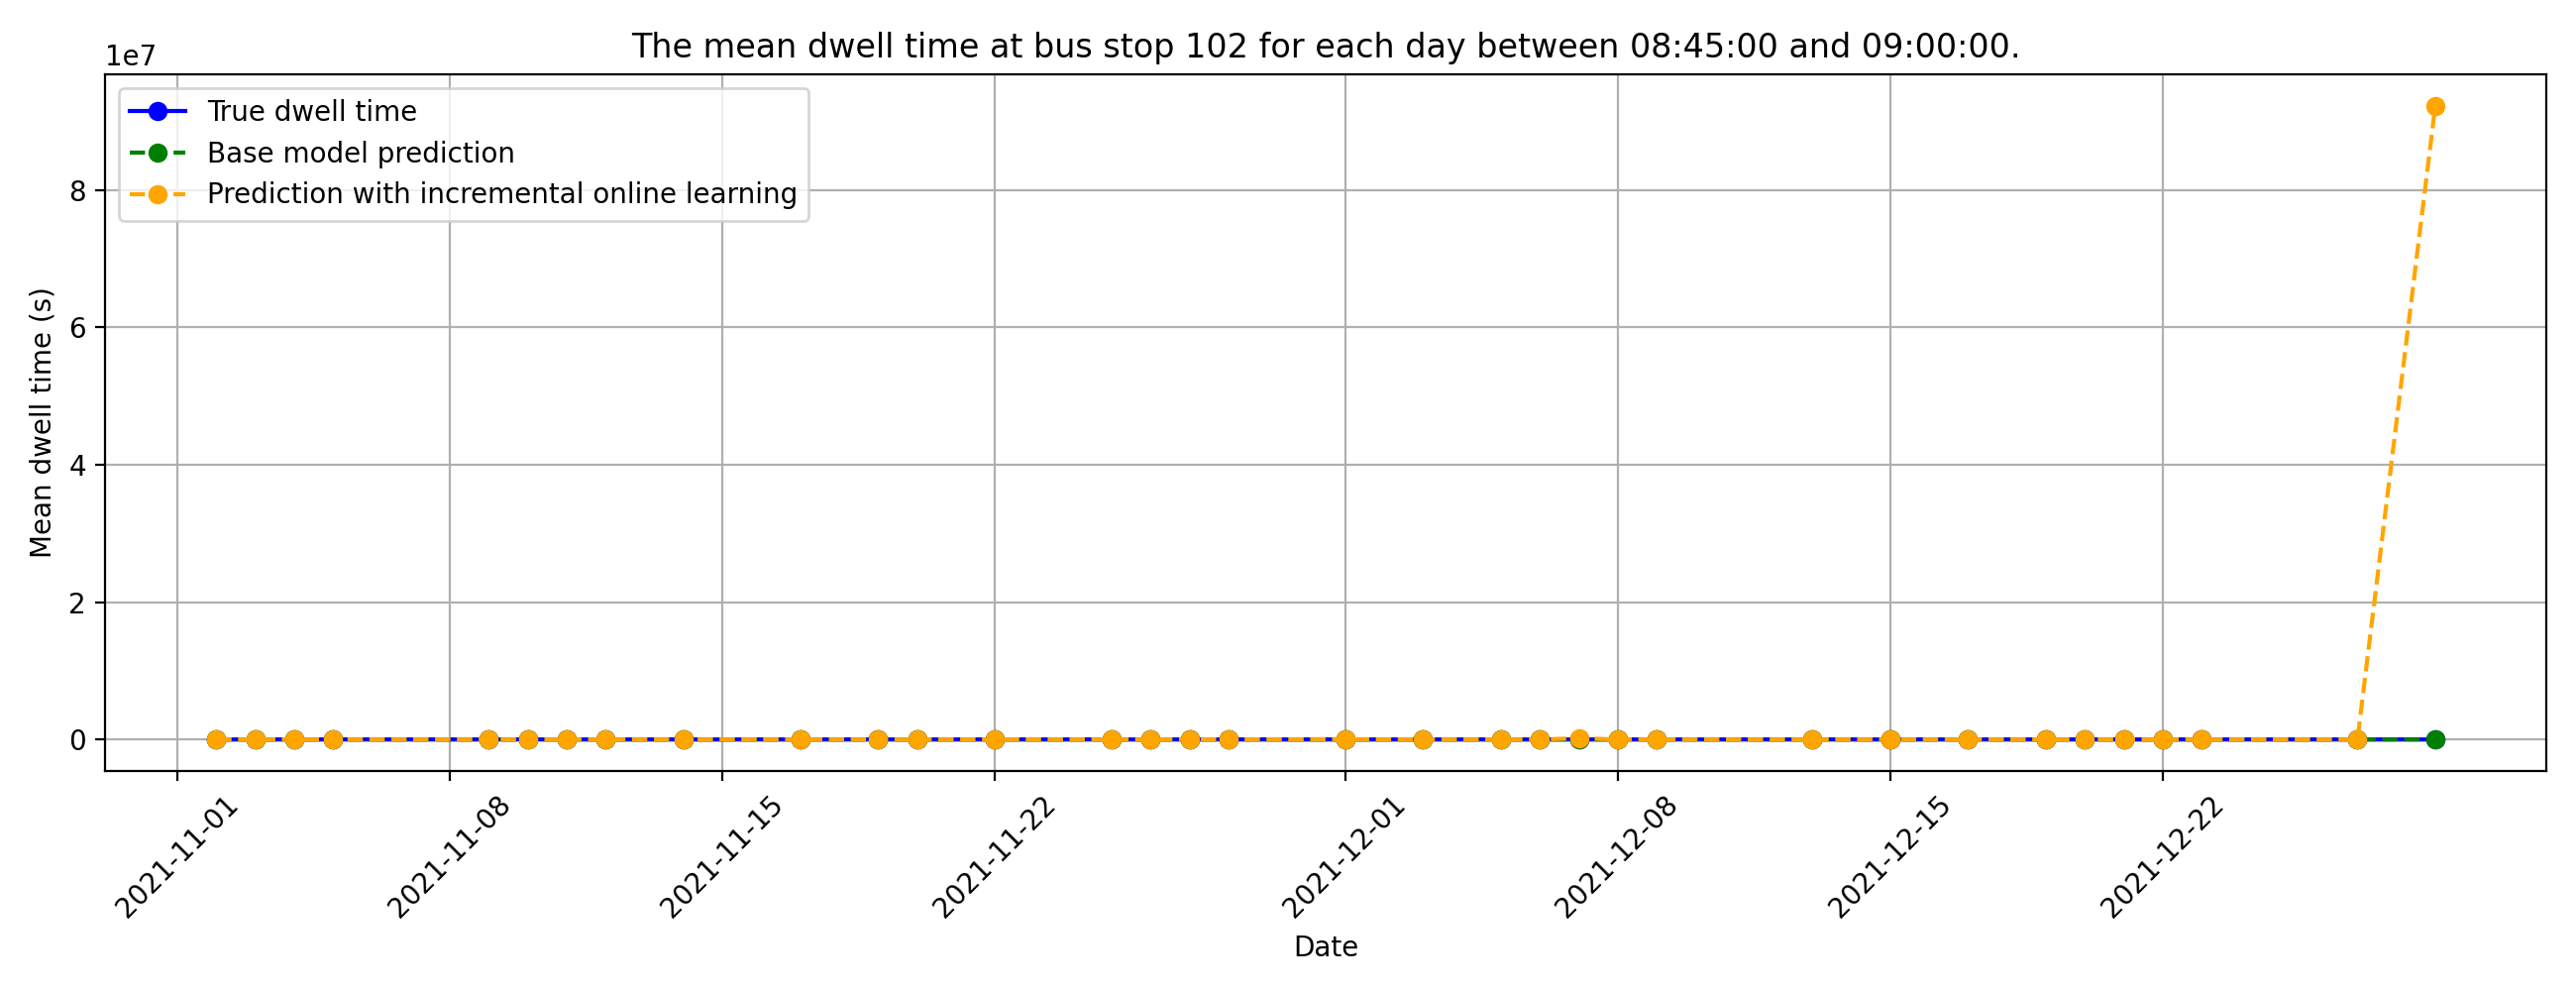 The mean dwell time at bus stop 102 for each day between 08:45:00 and 09:00:00.
1e7
True dwell time
Base model prediction
Prediction with incremental online learning
8
6
4
2
0
Mean dwell time (s)
2021-11-01
2021-11-08
2021-11-15
2021-11-22
2021-12-01
2021-12-08
2021-12-15
2021-12-22
Date